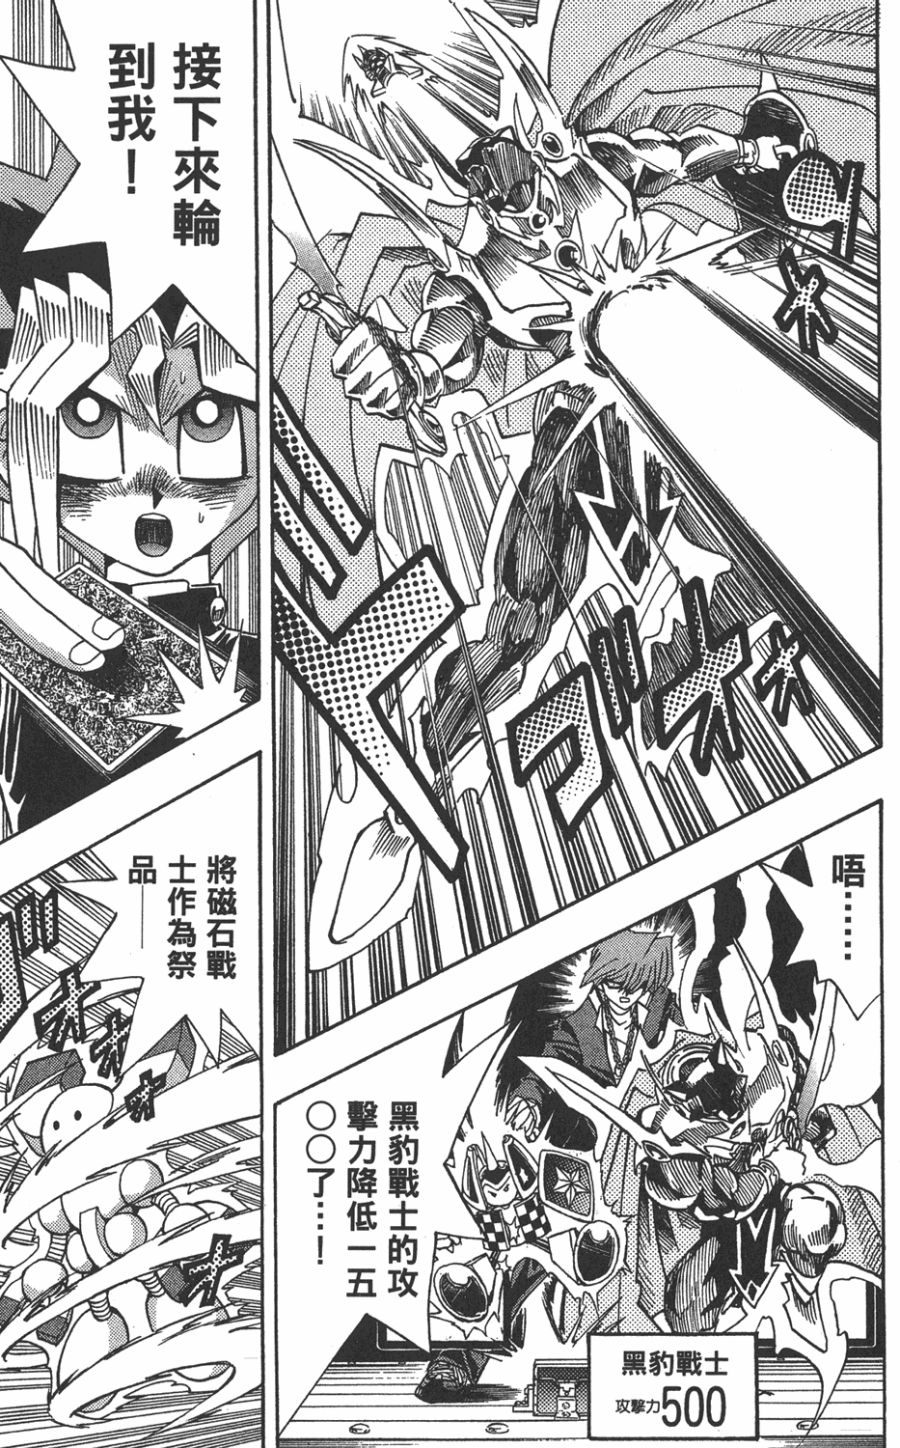 唔……
黑豹戰士的攻
擊力降低一五
○○了…！
黑豹戰士
攻擊力500
接下來輪
到我！
將磁石戰
士作為祭
品——